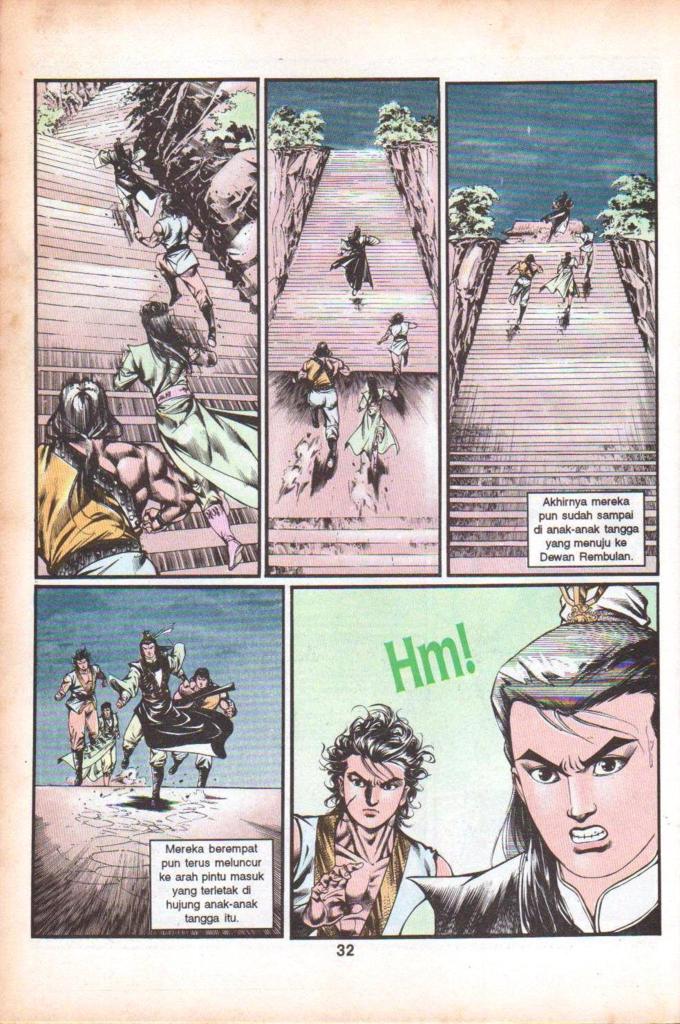 Akhirnya mereka
pun sudah sampai
di anak-anak tangga
yang menuju ke
Dewan Rembulan.
Mereka berempat
pun terus meluncur
ke arah pintu masuk
yang terletak di
hujung anak-anak
tangga itu.
Hm!
32